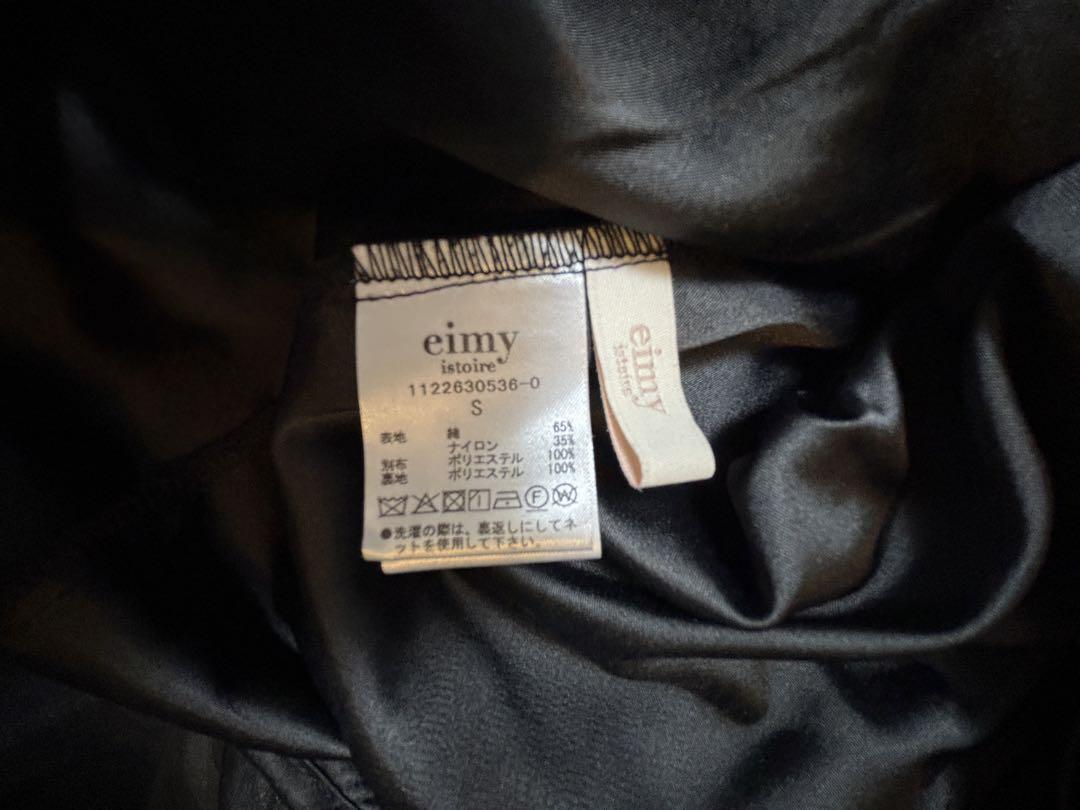 eimy
istoire
1122630536-0
S
表地 綿 65%
ナイロン 35%
別布 ポリエステル 100%
裏地 ポリエステル 100%
F W
●洗濯の際は、裏返しにしてネ
ットを使用して下さい。
eimy
istoire